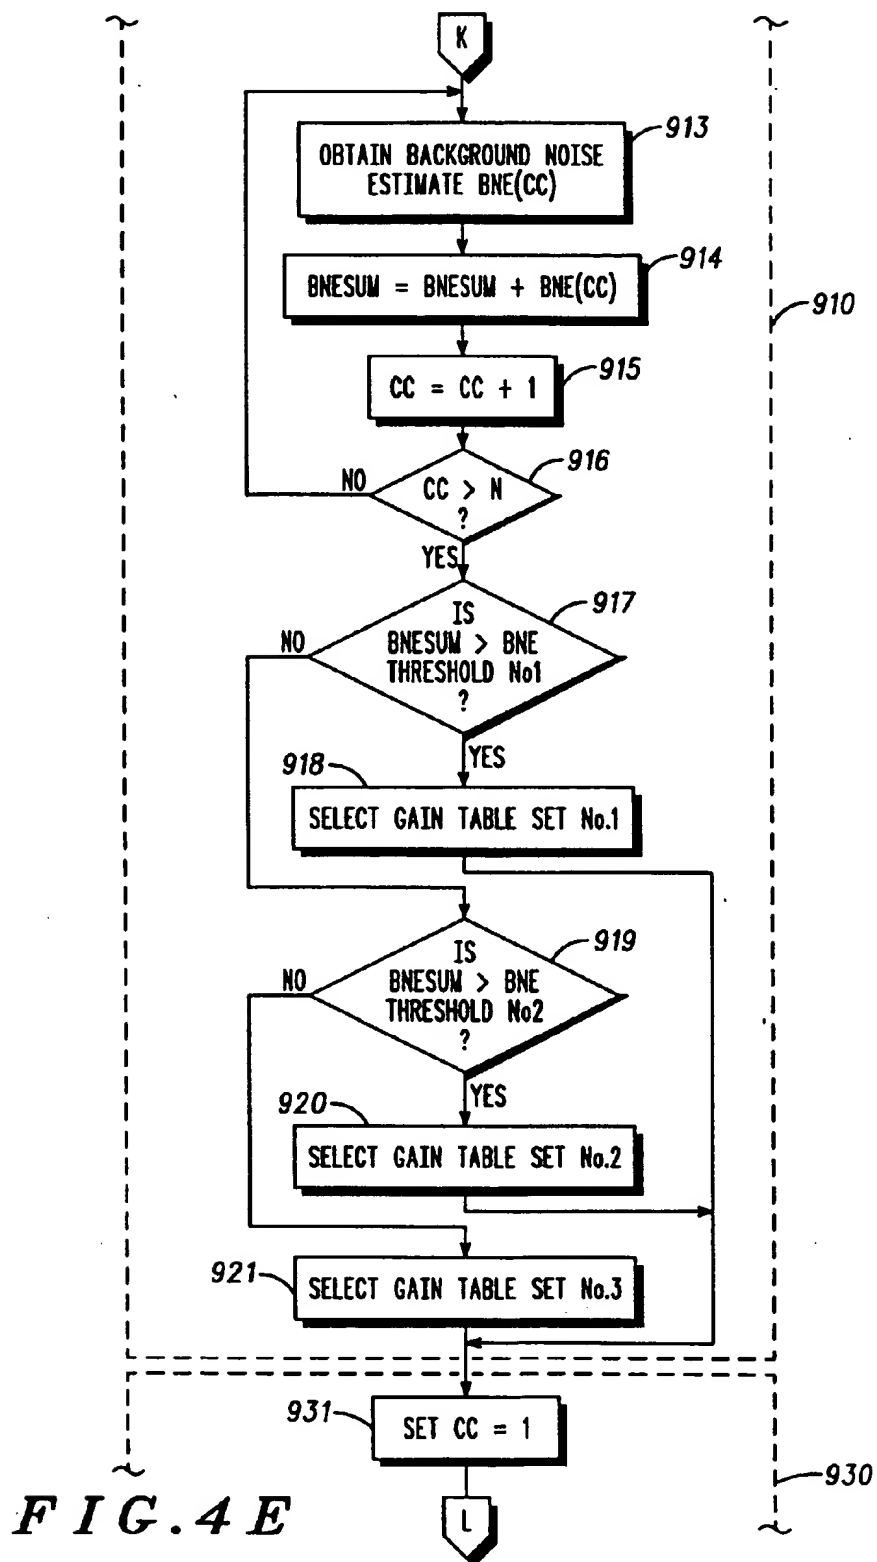 K
913
OBTAIN BACKGROUND NOISE
ESTIMATE BNE(CC)
914
BNESUM = BNESUM + BNE(CC)
910
915
CC = CC + 1
916
NO
CC > N
?
YES
917
IS
NO
BNESUM > BNE
THRESHOLD No1
?
YES
918
SELECT GAIN TABLE SET No.1
919
IS
NO
BNESUM > BNE
THRESHOLD No2
?
YES
920
SELECT GAIN TABLE SET No.2
921
SELECT GAIN TABLE SET No.3
931
SET CC = 1
930
FIG.4E
L